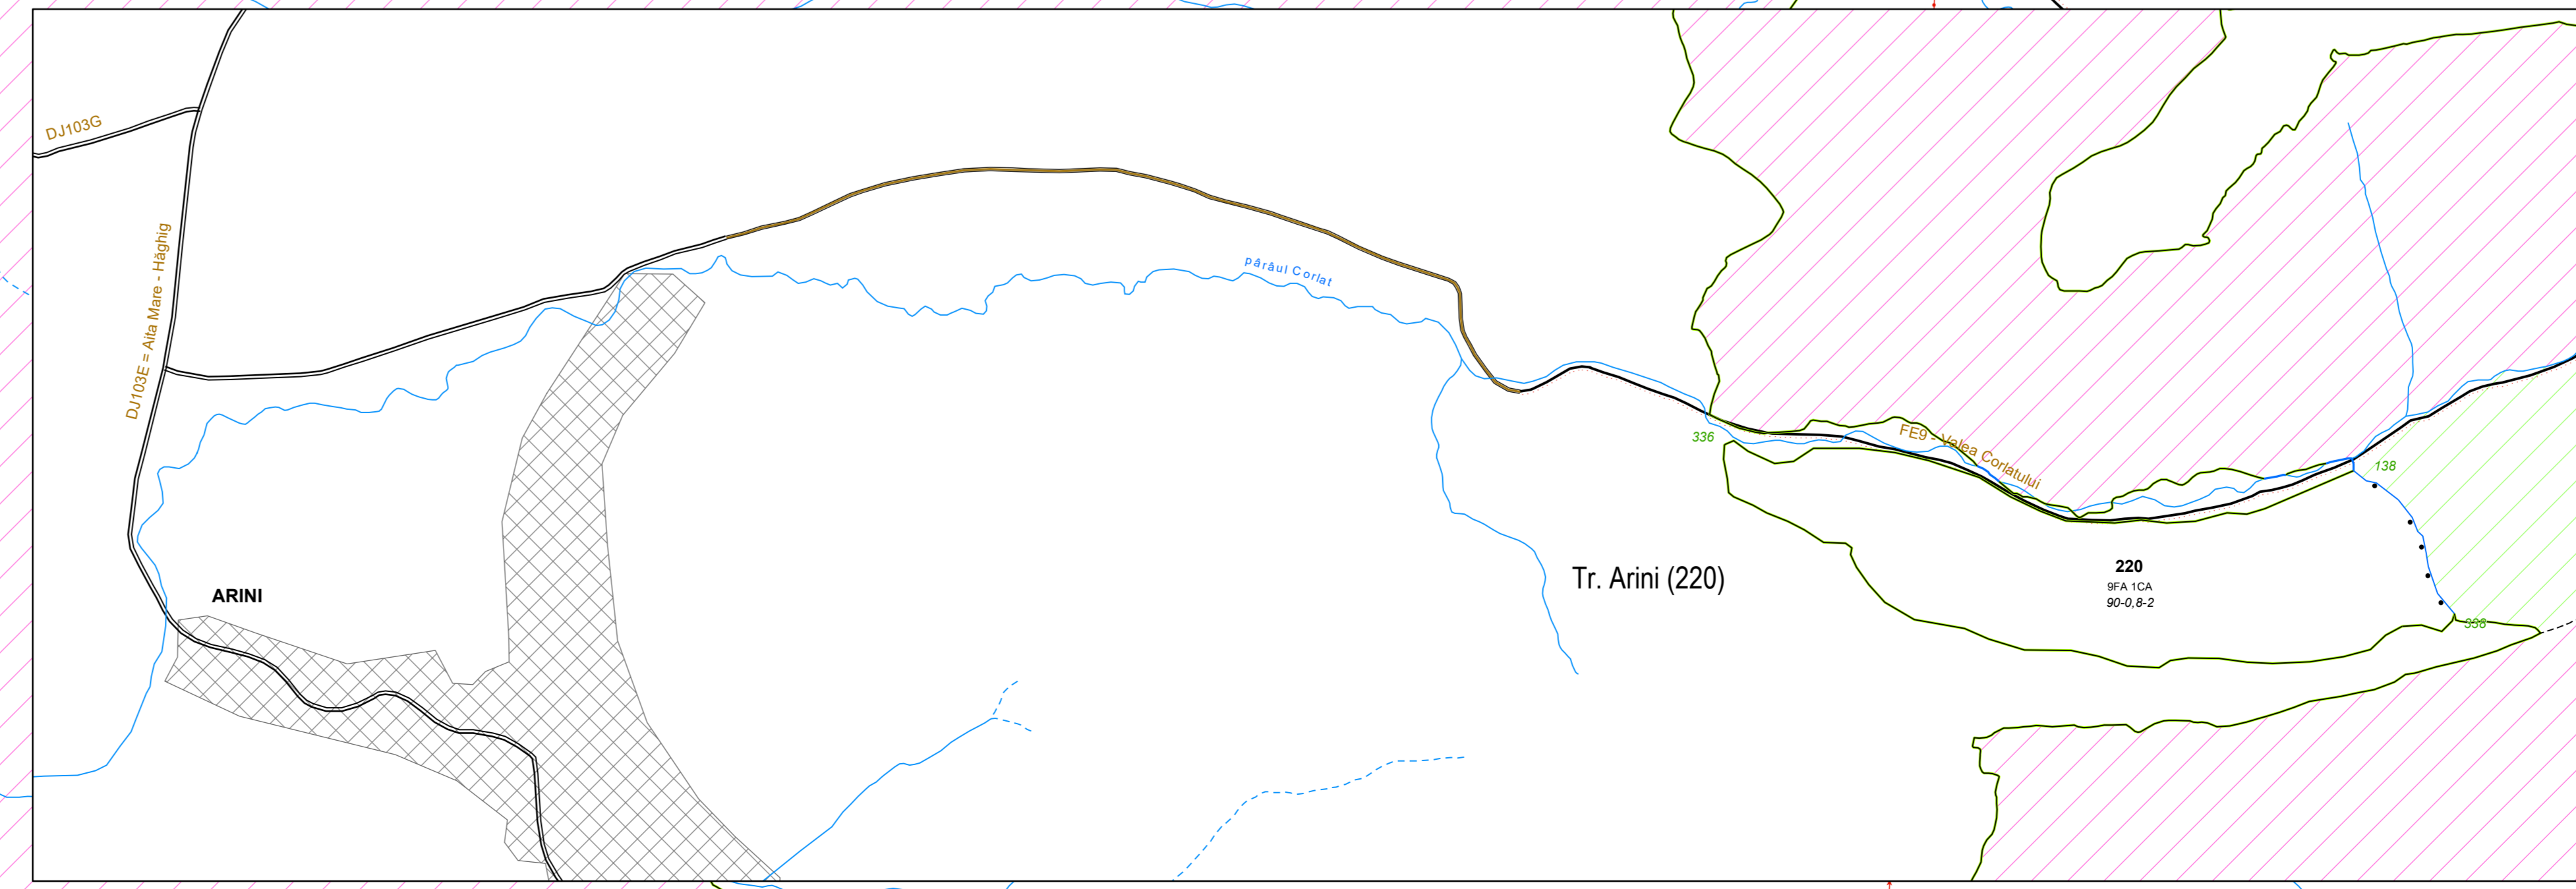 DJ103G
DJ103E = Aita Mare - Hăghig
pârâul Corlat
336
FE9 - Valea Corlatului
138
Tr. Arini (220)
220
9FA 1CA
90-0,8-2
ARINI
338